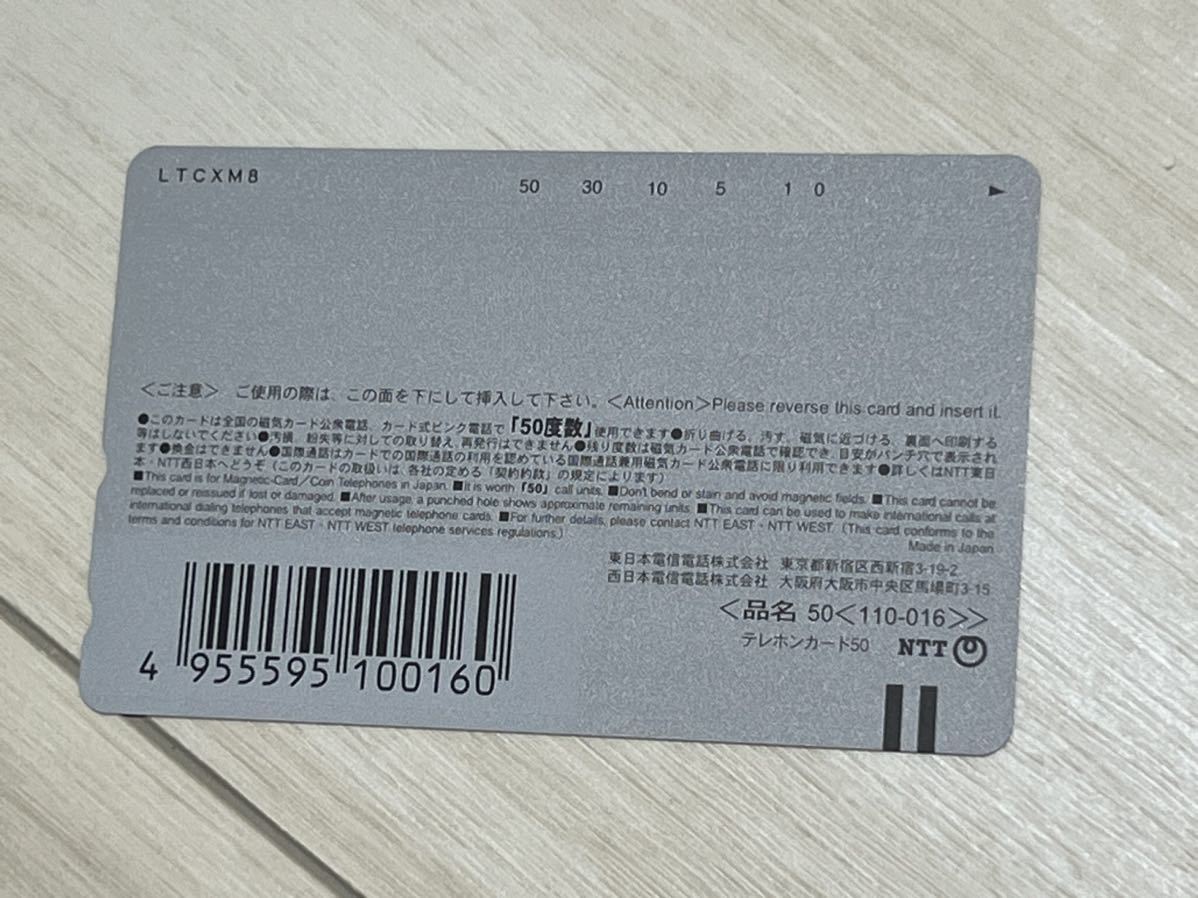 LTCXM8
50 30 10 5 1 0 ▶
＜ご注意＞ ご使用の際は、この面を下にして挿入して下さい。＜Attention＞Please reverse this card and insert it.
●このカードは全国の磁気カード公衆電話、カード式ピンク電話で「50度数」使用できます●折り曲げる、汚す、磁気に近づける、裏面へ印刷する
等はしないでください●汚損、紛失等に対しての取り替え、再発行はできません●残り度数は磁気カード公衆電話で確認でき、目安がパンチ穴で表示され
ます●換金はできません●国際通話はカードでの国際通話の利用を認めている国際通話兼用磁気カード公衆電話に限り利用できます●詳しくはNTT東日
本・NTT西日本へどうぞ（このカードの取扱いは、各社の定める「契約約款」の規定によります）
■This card is for Magnetic-Card/Coin Telephones in Japan. ■It is worth「50」call units. ■Don't bend or stain and avoid magnetic fields. ■This card cannot be
replaced or reissued if lost or damaged. ■After usage, a punched hole shows approximate remaining units. ■This card can be used to make international calls at
international dialing telephones that accept magnetic telephone cards. ■For further details, please contact NTT EAST・NTT WEST. (This card conforms to the
terms and conditions for NTT EAST・NTT WEST telephone services regulations.)
Made in Japan
東日本電信電話株式会社 東京都新宿区西新宿3-19-2
西日本電信電話株式会社 大阪府大阪市中央区馬場町3-15
＜品名 50＜110-016＞＞
テレホンカード50 NTT
4 955595 100160